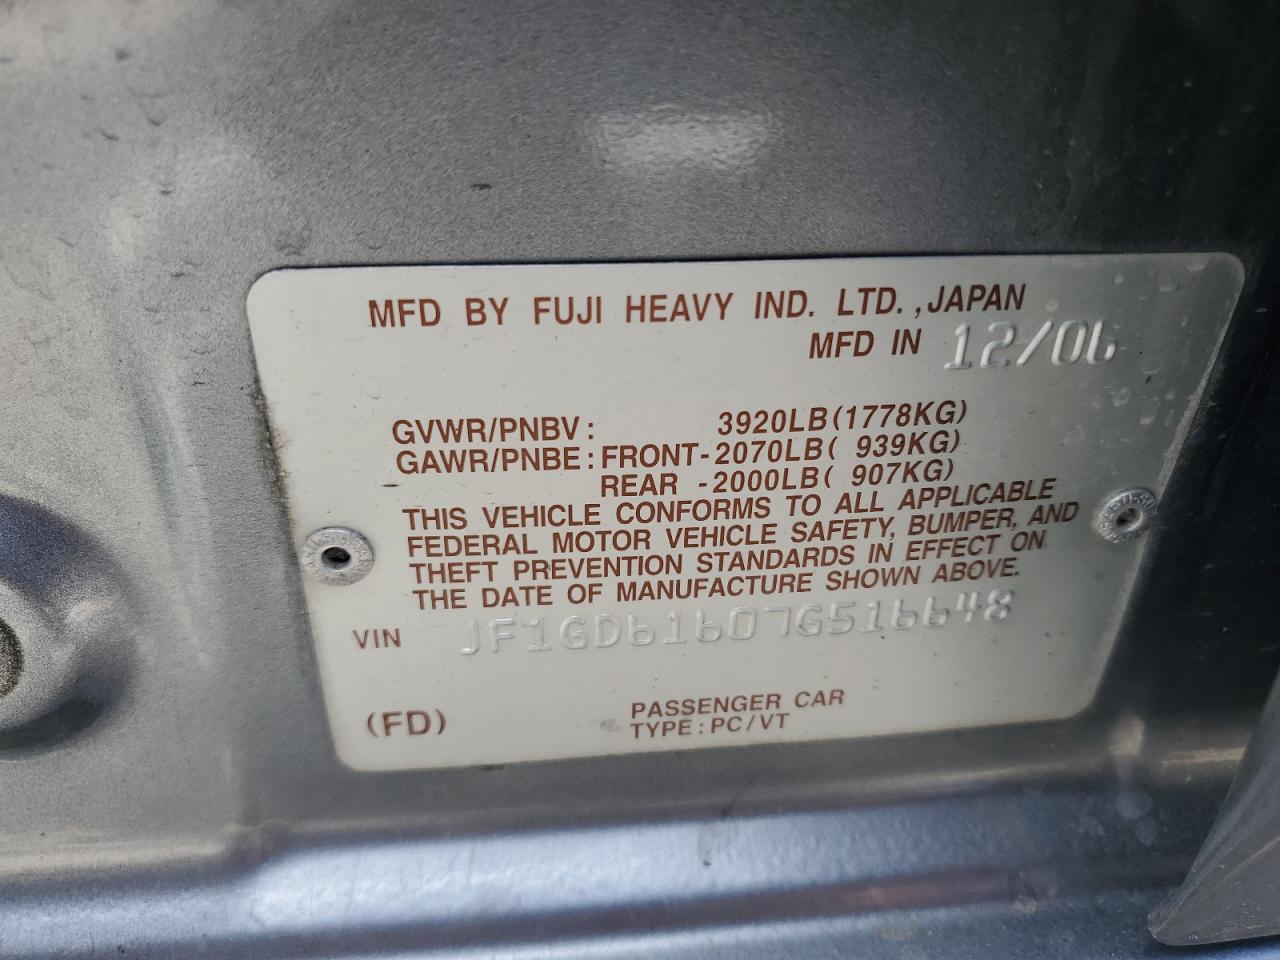 MFD BY FUJI HEAVY IND. LTD.,JAPAN
MFD IN 12/06
GVWR/PNBV: 3920LB(1778KG)
GAWR/PNBE:FRONT-2070LB( 939KG)
REAR -2000LB( 907KG)
THIS VEHICLE CONFORMS TO ALL APPLICABLE
FEDERAL MOTOR VEHICLE SAFETY, BUMPER, AND
THEFT PREVENTION STANDARDS IN EFFECT ON
THE DATE OF MANUFACTURE SHOWN ABOVE.
VIN JF1GD61607G516648
(FD) PASSENGER CAR
TYPE:PC/VT